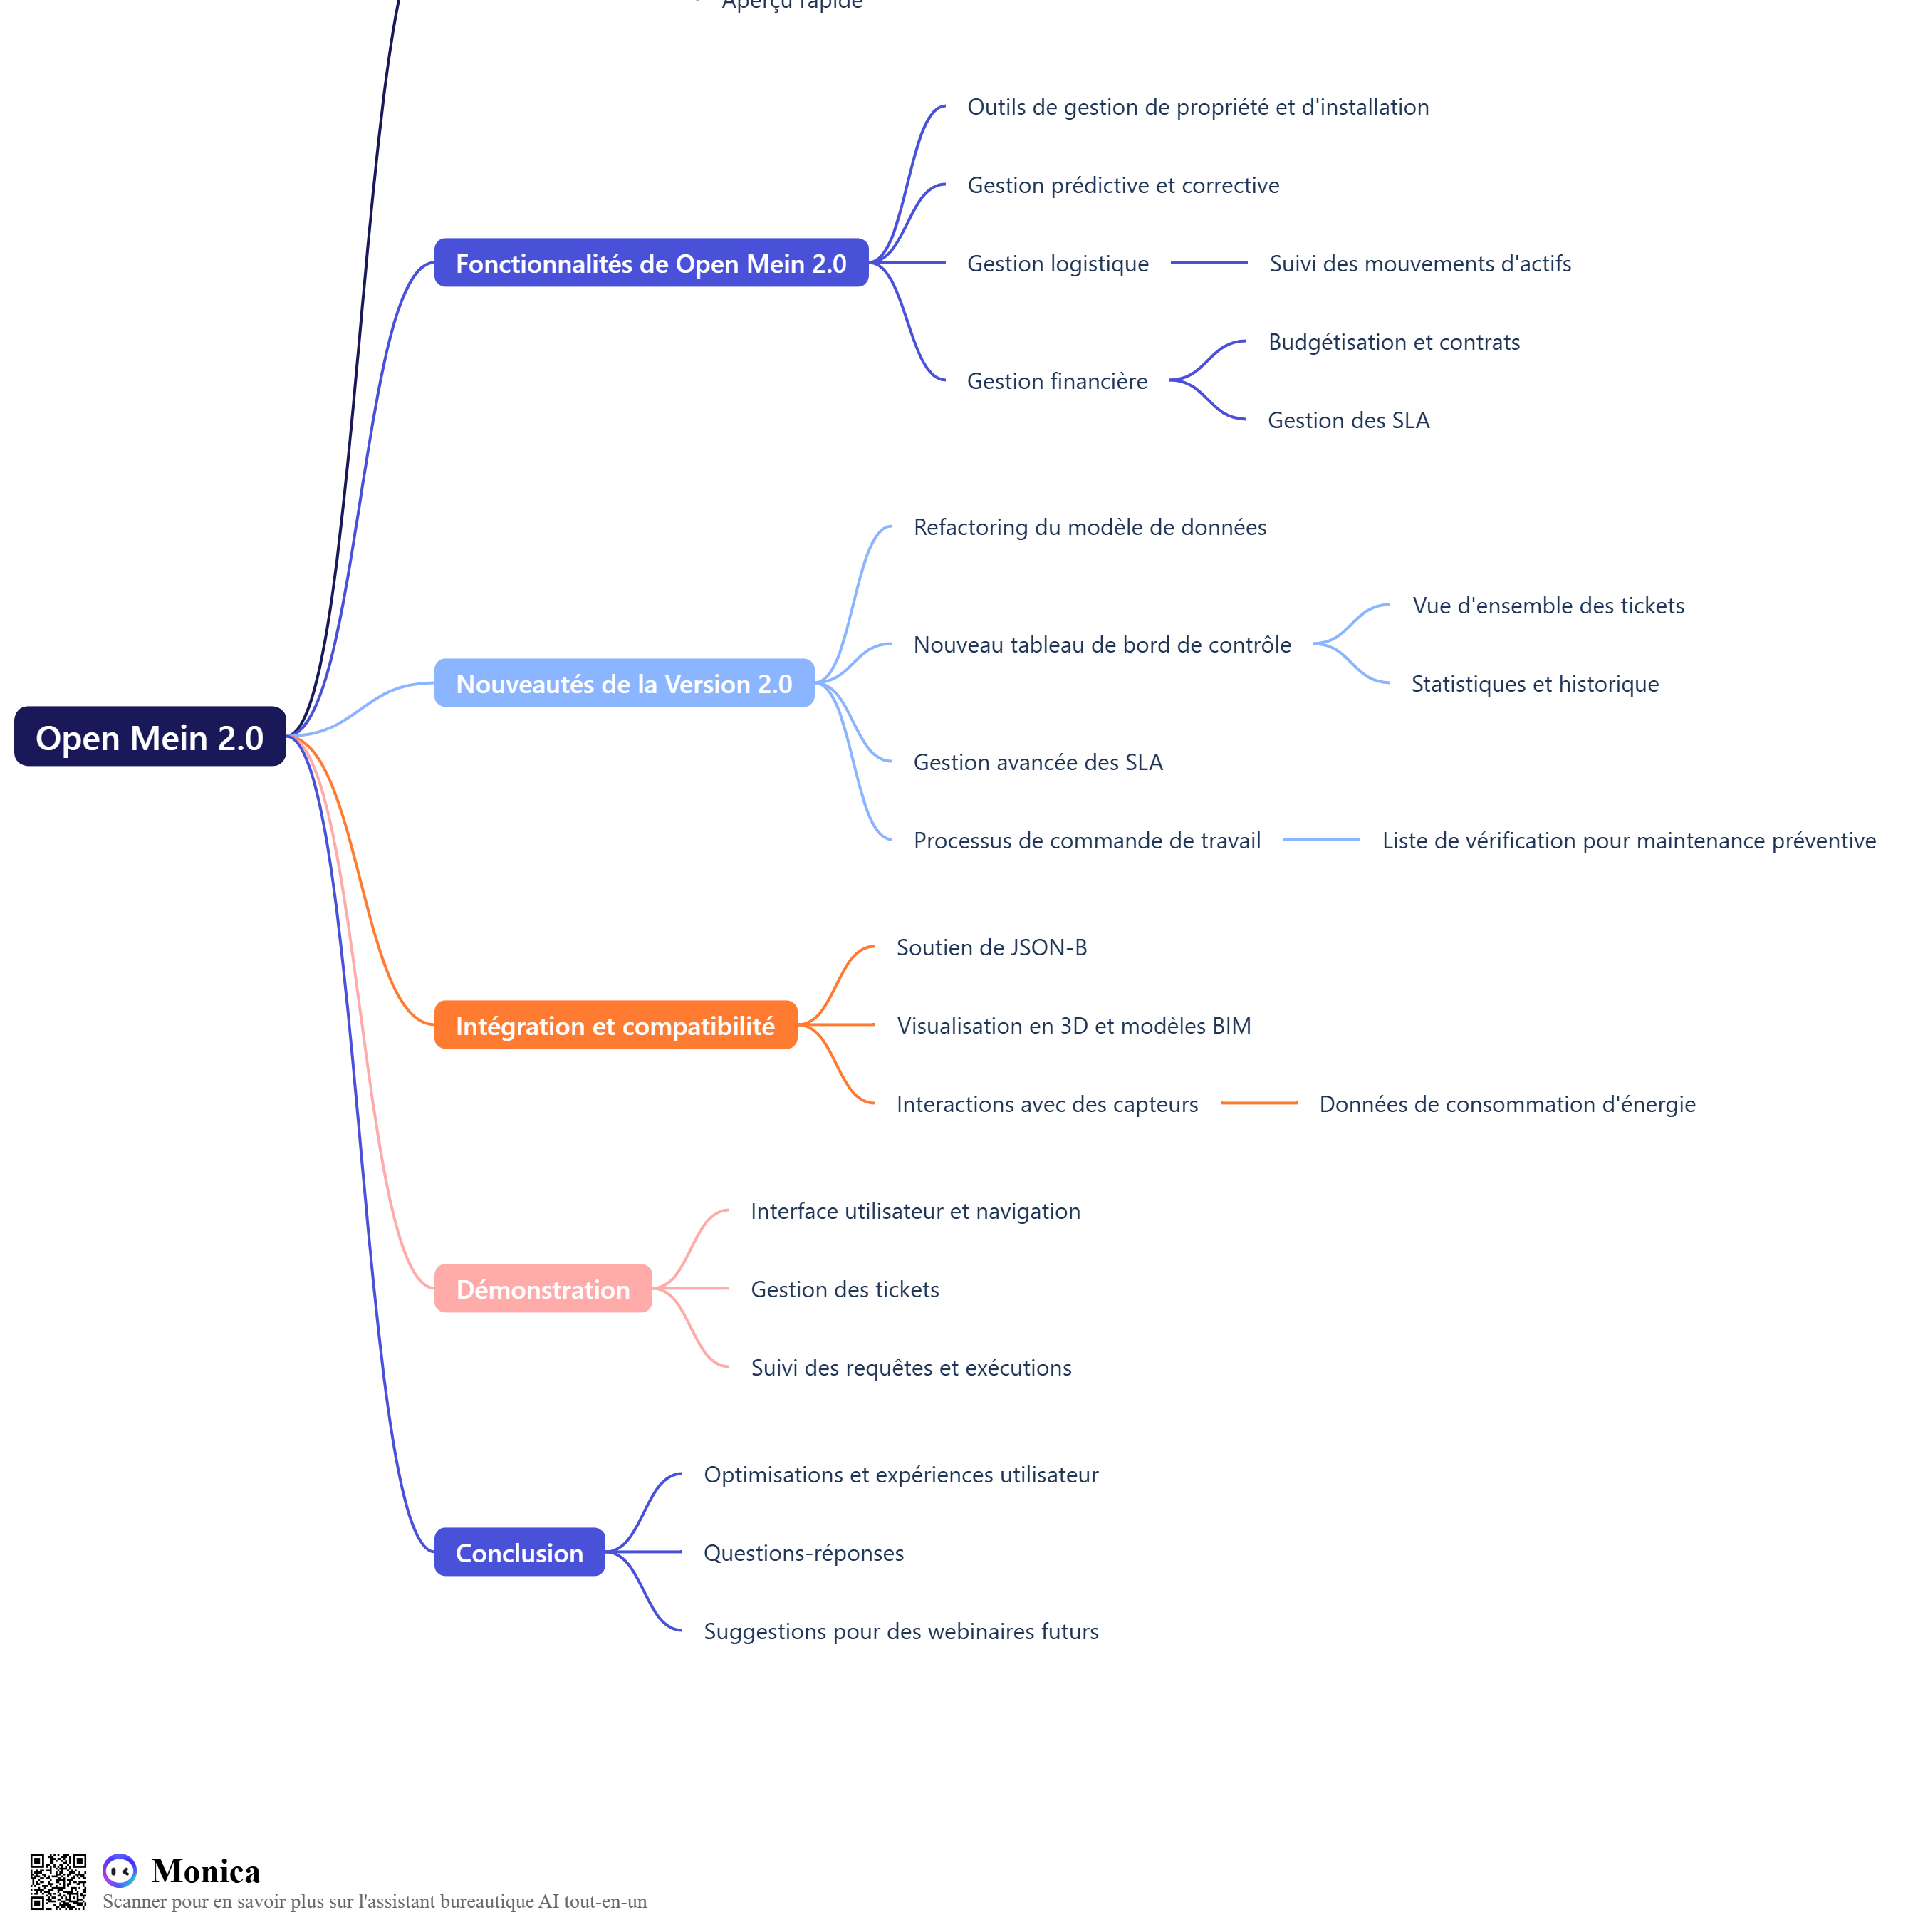 Aperçu rapide
Outils de gestion de propriété et d'installation
Gestion prédictive et corrective
Fonctionnalités de Open Mein 2.0
Gestion logistique
Suivi des mouvements d'actifs
Budgétisation et contrats
Gestion financière
Gestion des SLA
Refactoring du modèle de données
Vue d'ensemble des tickets
Nouveau tableau de bord de contrôle
Nouveautés de la Version 2.0
Statistiques et historique
Open Mein 2.0
Gestion avancée des SLA
Processus de commande de travail
Liste de vérification pour maintenance préventive
Soutien de JSON-B
Intégration et compatibilité
Visualisation en 3D et modèles BIM
Interactions avec des capteurs
Données de consommation d'énergie
Interface utilisateur et navigation
Démonstration
Gestion des tickets
Suivi des requêtes et exécutions
Optimisations et expériences utilisateur
Conclusion
Questions-réponses
Suggestions pour des webinaires futurs
Monica
Scanner pour en savoir plus sur l'assistant bureautique AI tout-en-un